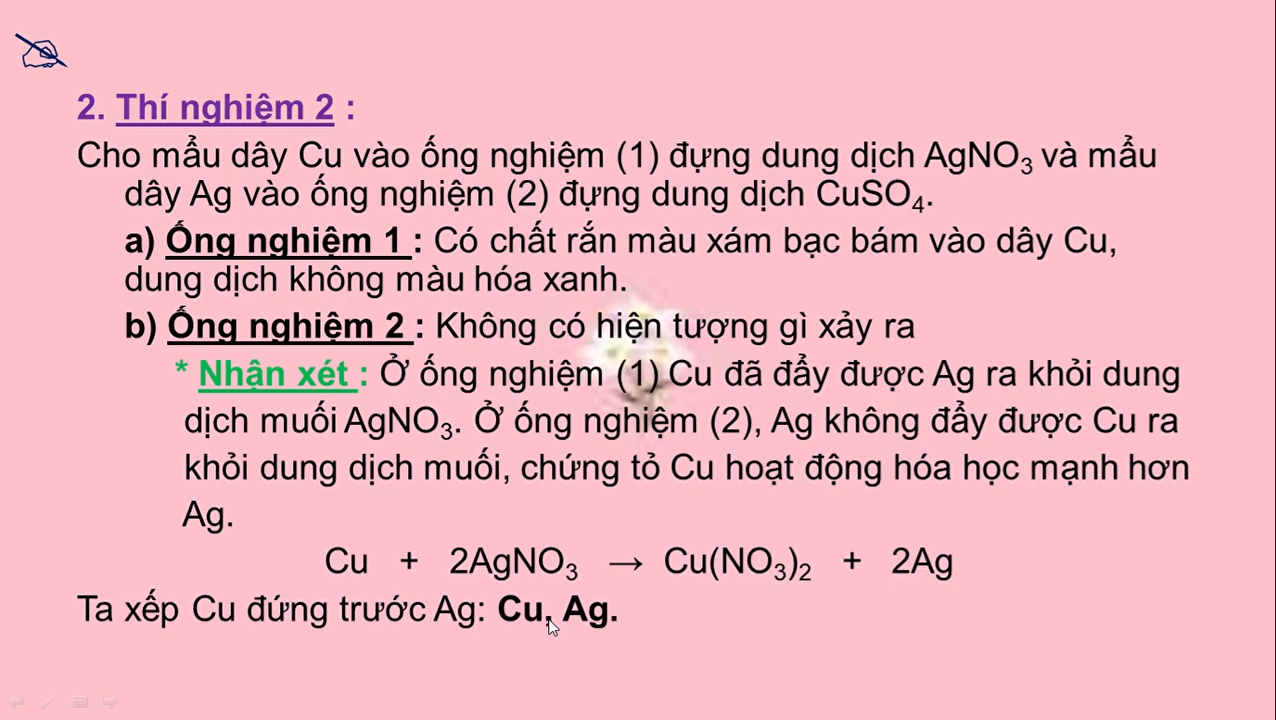 2. Thí nghiệm 2 :
Cho mẩu dây Cu vào ống nghiệm (1) đựng dung dịch AgNO₃ và mẩu
dây Ag vào ống nghiệm (2) đựng dung dịch CuSO₄.
a) Ống nghiệm 1 : Có chất rắn màu xám bạc bám vào dây Cu,
dung dịch không màu hóa xanh.
b) Ống nghiệm 2 : Không có hiện tượng gì xảy ra
* Nhận xét : Ở ống nghiệm (1) Cu đã đẩy được Ag ra khỏi dung
dịch muối AgNO₃. Ở ống nghiệm (2), Ag không đẩy được Cu ra
khỏi dung dịch muối, chứng tỏ Cu hoạt động hóa học mạnh hơn
Ag.
Cu + 2AgNO₃ → Cu(NO₃)₂ + 2Ag
Ta xếp Cu đứng trước Ag: Cu, Ag.